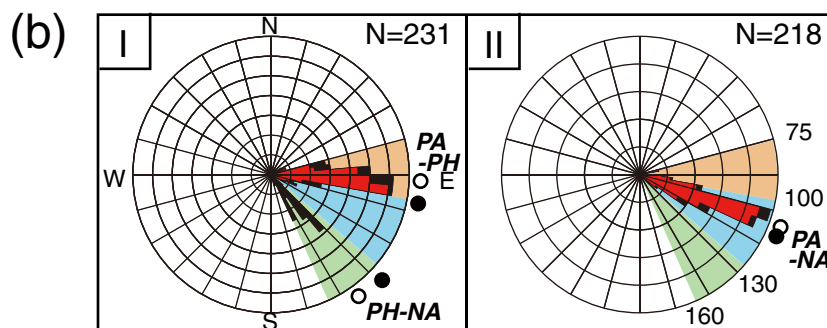 (b)
I
N
N=231
W
E
S
PA
-PH
PH-NA
II
N=218
75
100
130
160
PA
-NA